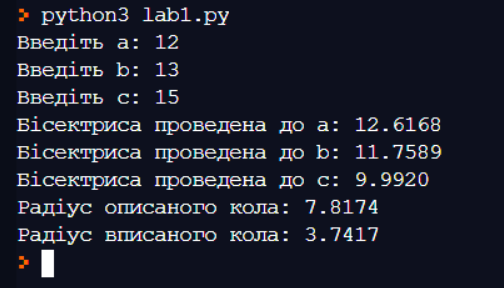 > python3 lab1.py
Введіть a: 12
Введіть b: 13
Введіть c: 15
Бісектриса проведена до a: 12.6168
Бісектриса проведена до b: 11.7589
Бісектриса проведена до c: 9.9920
Радіус описаного кола: 7.8174
Радіус вписаного кола: 3.7417
>